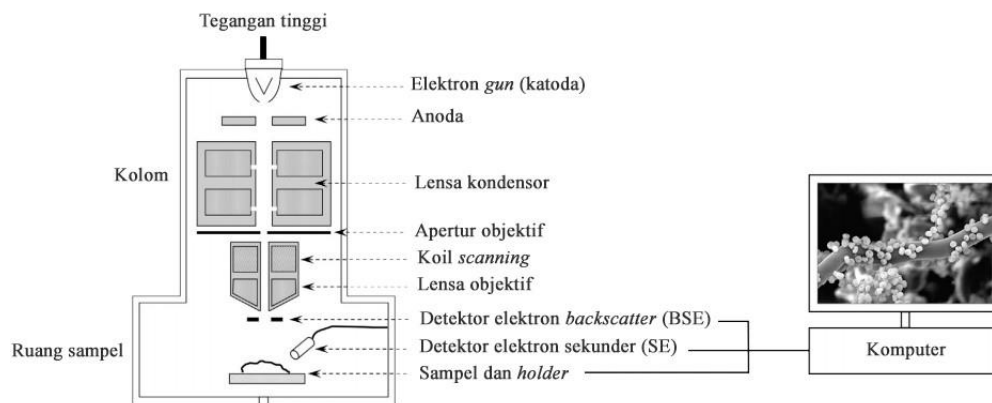 Tegangan tinggi
Elektron gun (katoda)
Anoda
Kolom
Lensa kondensor
Apertur objektif
Koil scanning
Lensa objektif
Detektor elektron backscatter (BSE)
Ruang sampel
Detektor elektron sekunder (SE)
Komputer
Sampel dan holder